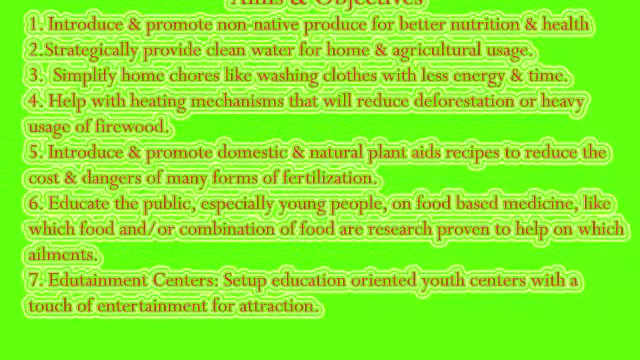 Aims & Objectives
1. Introduce & promote non-native produce for better nutrition & health
2.Strategically provide clean water for home & agricultural usage.
3. Simplify home chores like washing clothes with less energy & time.
4. Help with heating mechanisms that will reduce deforestation or heavy
usage of firewood.
5. Introduce & promote domestic & natural plant aids recipes to reduce the
cost & dangers of many forms of fertilization.
6. Educate the public, especially young people, on food based medicine, like
which food and/or combination of food are research proven to help on which
ailments.
7. Edutainment Centers: Setup education oriented youth centers with a
touch of entertainment for attraction.